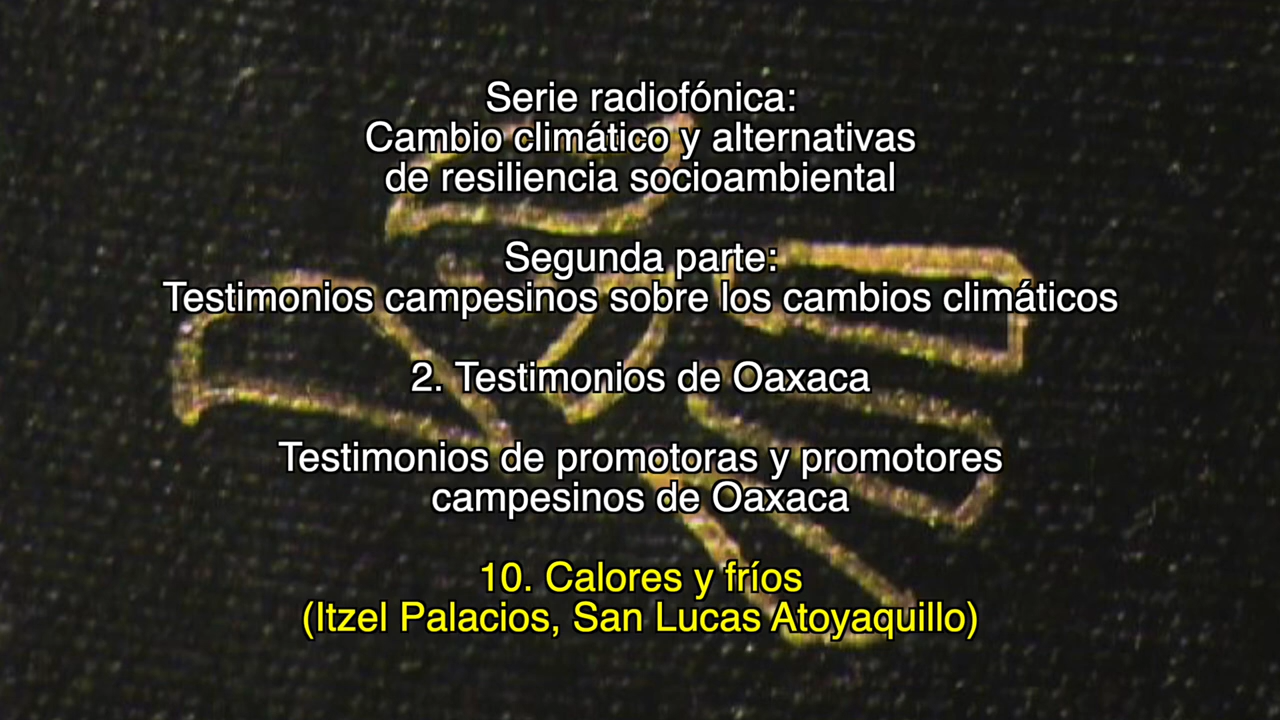 Serie radiofónica:
Cambio climático y alternativas
de resiliencia socioambiental
Segunda parte:
Testimonios campesinos sobre los cambios climáticos
2. Testimonios de Oaxaca
Testimonios de promotoras y promotores
campesinos de Oaxaca
10. Calores y fríos
(Itzel Palacios, San Lucas Atoyaquillo)